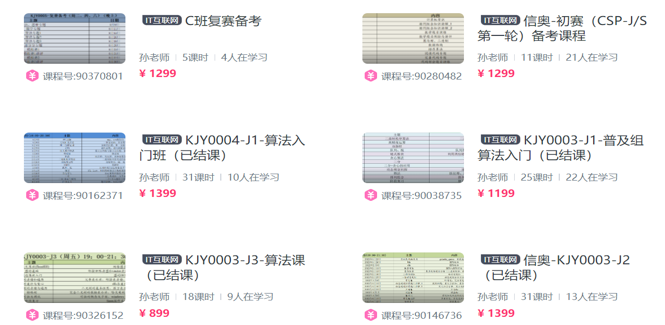 IT互联网 C班复赛备考
孙老师 5课时 4人在学习
课程号:90370801
¥ 1299
IT互联网 信奥-初赛（CSP-J/S
第一轮）备考课程
孙老师 11课时 21人在学习
课程号:90280482
¥ 1299
IT互联网 KJY0004-J1-算法入
门班（已结课）
孙老师 31课时 10人在学习
课程号:90162371
¥ 1399
IT互联网 KJY0003-J1-普及组
算法入门（已结课）
孙老师 25课时 22人在学习
课程号:90038735
¥ 1199
IT互联网 KJY0003-J3-算法课
（已结课）
孙老师 18课时 9人在学习
课程号:90326152
¥ 899
IT互联网 信奥-KJY0003-J2
（已结课）
孙老师 31课时 13人在学习
课程号:90146736
¥ 1399